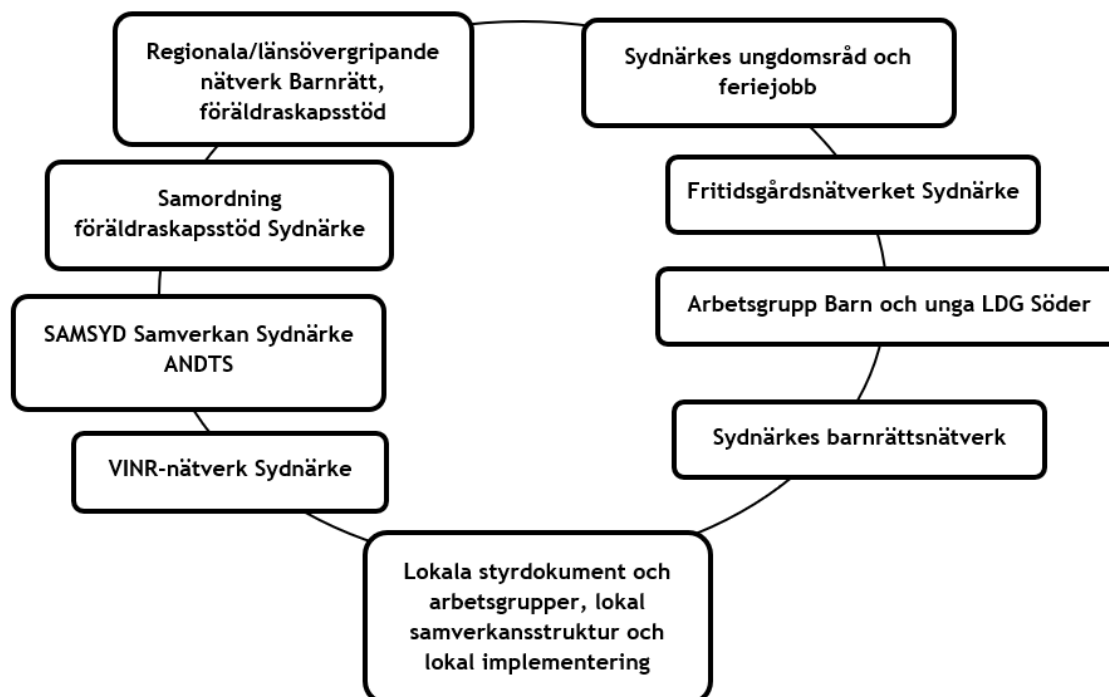 Regionala/länsövergripande
nätverk Barnrätt,
föräldraskapsstöd
Sydnärkes ungdomsråd och
feriejobb
Samordning
föräldraskapsstöd Sydnärke
Fritidsgårdsnätverket Sydnärke
SAMSYD Samverkan Sydnärke
ANDTS
Arbetsgrupp Barn och unga LDG Söder
VINR-nätverk Sydnärke
Sydnärkes barnrättsnätverk
Lokala styrdokument och
arbetsgrupper, lokal
samverkansstruktur och
lokal implementering